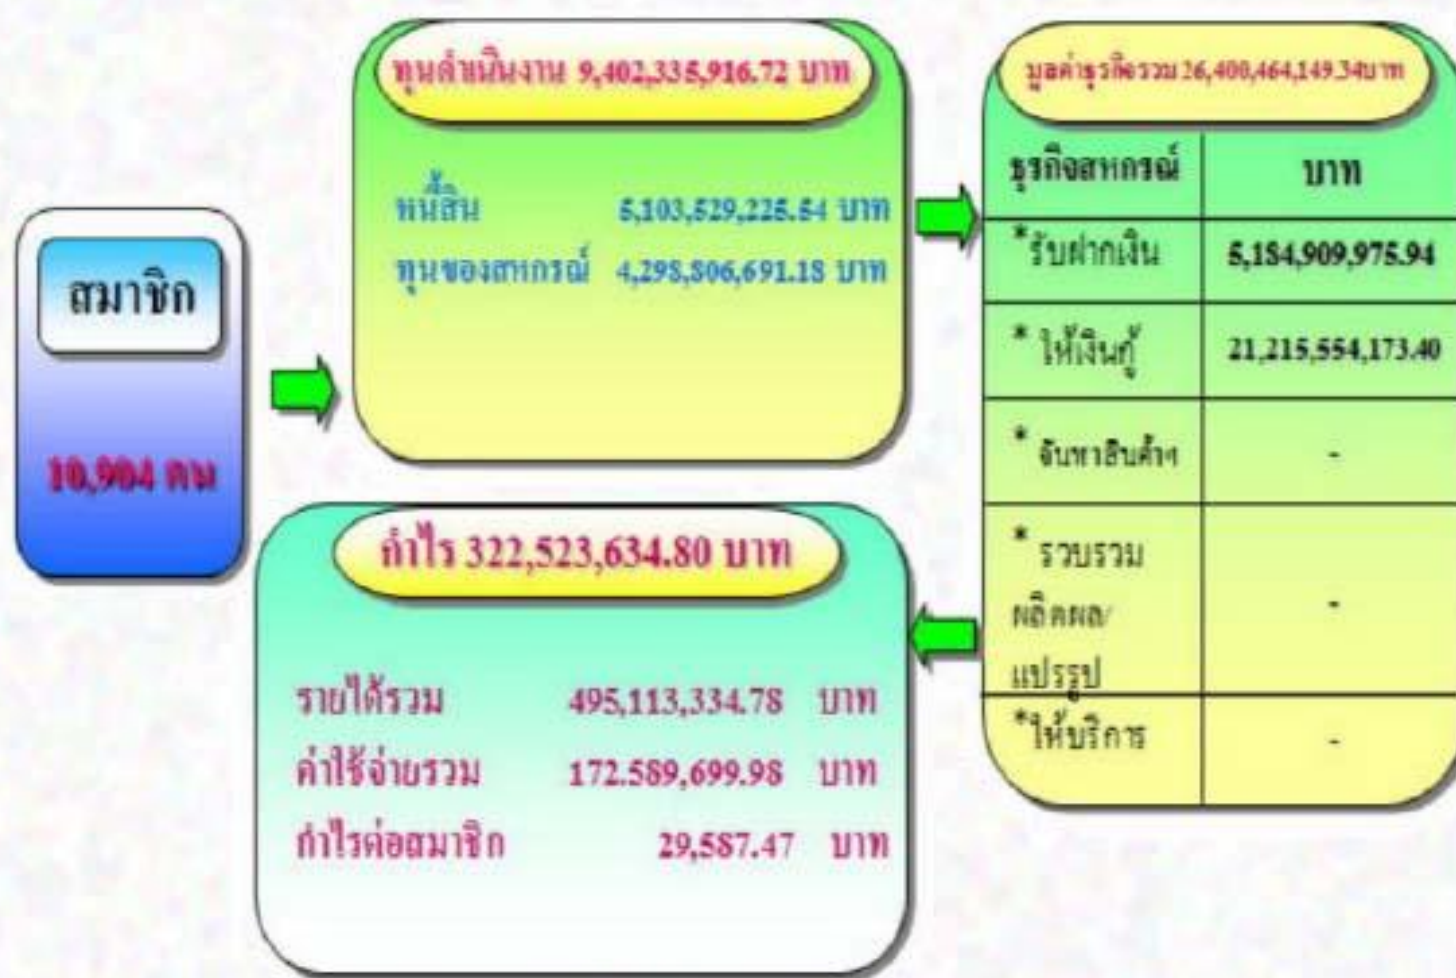 สมาชิก
10,904 คน
ทุนดำเนินงาน 9,402,335,916.72 บาท
หนี้สิน 5,103,529,225.54 บาท
ทุนของสหกรณ์ 4,298,806,691.18 บาท
มูลค่าธุรกิจรวม 26,400,464,149.34บาท
ธุรกิจสหกรณ์ บาท
*รับฝากเงิน 5,184,909,975.94
* ให้เงินกู้ 21,215,554,173.40
* จัดหาสินค้าฯ -
* รวบรวม
ผลิตผล/ -
แปรรูป
*ให้บริการ -
กำไร 322,523,634.80 บาท
รายได้รวม 495,113,334.78 บาท
ค่าใช้จ่ายรวม 172.589,699.98 บาท
กำไรต่อสมาชิก 29,587.47 บาท